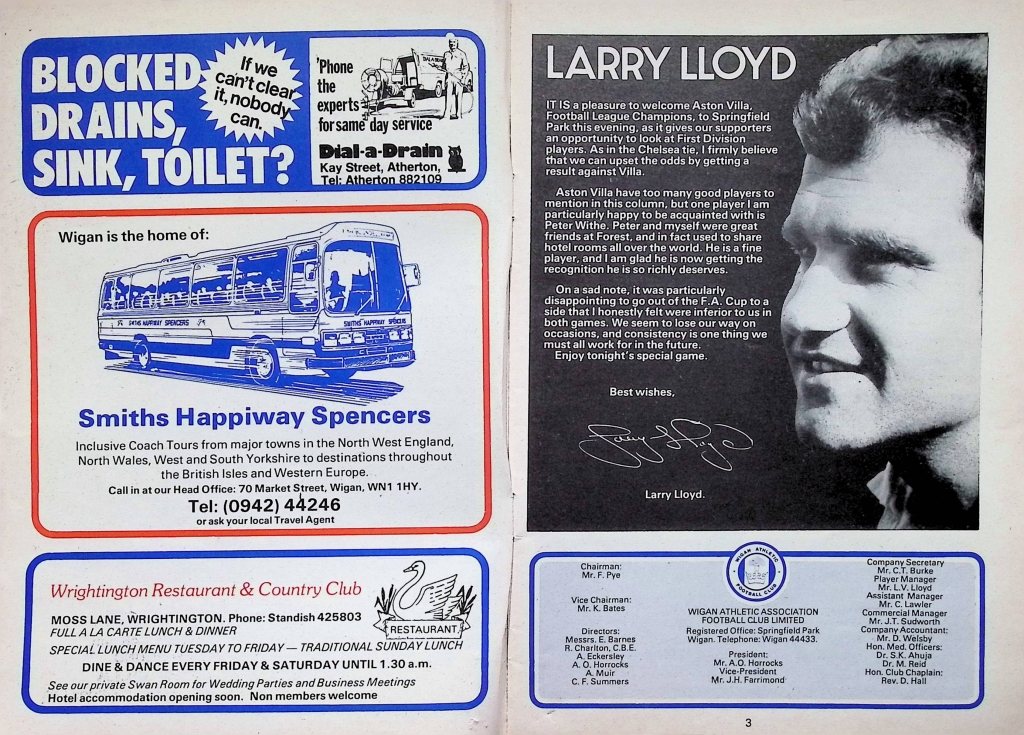 BLOCKED
DRAINS,
SINK, TOILET?
If we
can't clear
it, nobody
can.
'Phone
the
experts
for same day service
Dial-a-Drain
Kay Street, Atherton,
Tel: Atherton 882109
Wigan is the home of:
SMITHS HAPPIWAY SPENCERS
SMITHS HAPPIWAY SPENCERS
Smiths Happiway Spencers
Inclusive Coach Tours from major towns in the North West England,
North Wales, West and South Yorkshire to destinations throughout
the British Isles and Western Europe.
Call in at our Head Office: 70 Market Street, Wigan, WN1 1HY.
Tel: (0942) 44246
or ask your local Travel Agent
Wrightington Restaurant & Country Club
MOSS LANE, WRIGHTINGTON. Phone: Standish 425803
FULL A LA CARTE LUNCH & DINNER
RESTAURANT
SPECIAL LUNCH MENU TUESDAY TO FRIDAY — TRADITIONAL SUNDAY LUNCH
DINE & DANCE EVERY FRIDAY & SATURDAY UNTIL 1.30 a.m.
See our private Swan Room for Wedding Parties and Business Meetings
Hotel accommodation opening soon. Non members welcome
LARRY LLOYD
IT IS a pleasure to welcome Aston Villa,
Football League Champions, to Springfield
Park this evening, as it gives our supporters
an opportunity to look at First Division
players. As in the Chelsea tie, I firmly believe
that we can upset the odds by getting a
result against Villa.
Aston Villa have too many good players to
mention in this column, but one player I am
particularly happy to be acquainted with is
Peter Withe. Peter and myself were great
friends at Forest, and in fact used to share
hotel rooms all over the world. He is a fine
player, and I am glad he is now getting the
recognition he is so richly deserves.
On a sad note, it was particularly
disappointing to go out of the F.A. Cup to a
side that I honestly felt were inferior to us in
both games. We seem to lose our way on
occasions, and consistency is one thing we
must all work for in the future.
Enjoy tonight's special game.
Best wishes,
Larry Lloyd
Larry Lloyd.
Chairman:
Mr. F. Pye
Vice Chairman:
Mr. K. Bates
Directors:
Messrs. E. Barnes
R. Charlton, C.B.E.
A. Eckersley
A. O. Horrocks
A. Muir
C. F. Summers
WIGAN ATHLETIC
FOOTBALL CLUB
WIGAN ATHLETIC ASSOCIATION
FOOTBALL CLUB LIMITED
Registered Office: Springfield Park
Wigan. Telephone: Wigan 44433.
President:
Mr. A.O. Horrocks
Vice-President
Mr. J.H. Farrimond
Company Secretary
Mr. C.T. Burke
Player Manager
Mr. L.V. Lloyd
Assistant Manager
Mr. C. Lawler
Commercial Manager
Mr. J.T. Sudworth
Company Accountant:
Mr. D. Welsby
Hon. Med. Officers:
Dr. S.K. Ahuja
Dr. M. Reid
Hon. Club Chaplain:
Rev. D. Hall
3